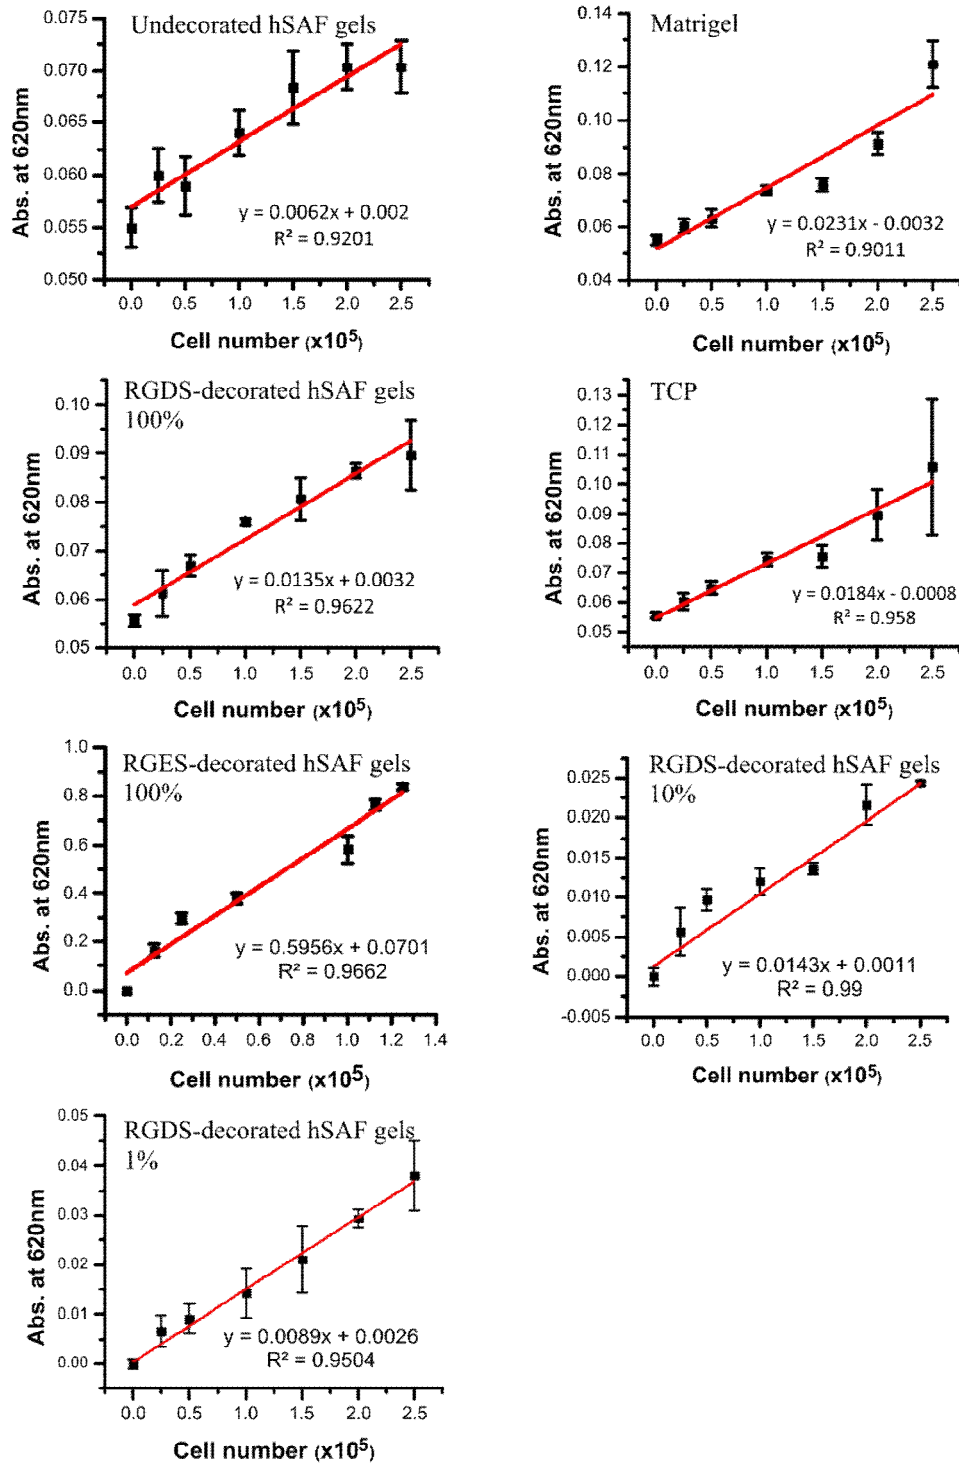 Undecorated hSAF gels
Abs. at 620nm
0.075
0.070
0.065
0.060
0.055
0.050
y = 0.0062x + 0.002
R² = 0.9201
0.0 0.5 1.0 1.5 2.0 2.5
Cell number (x10⁵)
Matrigel
Abs. at 620nm
0.14
0.12
0.10
0.08
0.06
0.04
y = 0.0231x - 0.0032
R² = 0.9011
0.0 0.5 1.0 1.5 2.0 2.5
Cell number (x10⁵)
RGDS-decorated hSAF gels
100%
Abs. at 620nm
0.10
0.09
0.08
0.07
0.06
0.05
y = 0.0135x + 0.0032
R² = 0.9622
0.0 0.5 1.0 1.5 2.0 2.5
Cell number (x10⁵)
TCP
Abs. at 620nm
0.13
0.12
0.11
0.10
0.09
0.08
0.07
0.06
0.05
y = 0.0184x - 0.0008
R² = 0.958
0.0 0.5 1.0 1.5 2.0 2.5
Cell number (x10⁵)
RGES-decorated hSAF gels
100%
Abs. at 620nm
1.0
0.8
0.6
0.4
0.2
0.0
y = 0.5956x + 0.0701
R² = 0.9662
0.0 0.2 0.4 0.6 0.8 1.0 1.2 1.4
Cell number (x10⁵)
RGDS-decorated hSAF gels
10%
Abs. at 620nm
0.025
0.020
0.015
0.010
0.005
0.000
-0.005
y = 0.0143x + 0.0011
R² = 0.99
0.0 0.5 1.0 1.5 2.0 2.5
Cell number (x10⁵)
RGDS-decorated hSAF gels
1%
Abs. at 620nm
0.05
0.04
0.03
0.02
0.01
0.00
y = 0.0089x + 0.0026
R² = 0.9504
0.0 0.5 1.0 1.5 2.0 2.5
Cell number (x10⁵)